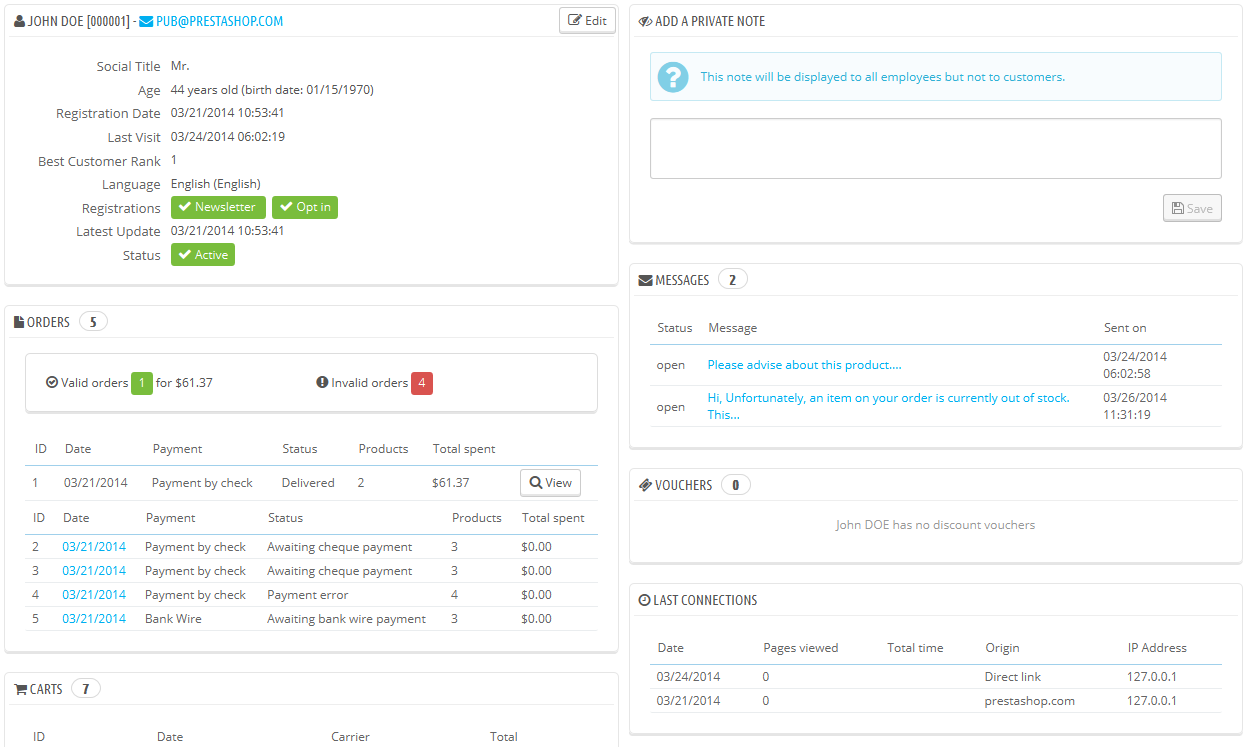 JOHN DOE [000001] - PUB@PRESTASHOP.COM Edit
Social Title Mr.
Age 44 years old (birth date: 01/15/1970)
Registration Date 03/21/2014 10:53:41
Last Visit 03/24/2014 06:02:19
Best Customer Rank 1
Language English (English)
Registrations Newsletter Opt in
Latest Update 03/21/2014 10:53:41
Status Active
ORDERS 5
Valid orders 1 for $61.37 Invalid orders 4
ID Date Payment Status Products Total spent
1 03/21/2014 Payment by check Delivered 2 $61.37 View
ID Date Payment Status Products Total spent
2 03/21/2014 Payment by check Awaiting cheque payment 3 $0.00
3 03/21/2014 Payment by check Awaiting cheque payment 3 $0.00
4 03/21/2014 Payment by check Payment error 4 $0.00
5 03/21/2014 Bank Wire Awaiting bank wire payment 3 $0.00
CARTS 7
ID Date Carrier Total
ADD A PRIVATE NOTE
? This note will be displayed to all employees but not to customers.
Save
MESSAGES 2
Status Message Sent on
open Please advise about this product,... 03/24/2014
06:02:58
open Hi, Unfortunately, an item on your order is currently out of stock. 03/26/2014
This... 11:31:19
VOUCHERS 0
John DOE has no discount vouchers
LAST CONNECTIONS
Date Pages viewed Total time Origin IP Address
03/24/2014 0 Direct link 127.0.0.1
03/21/2014 0 prestashop.com 127.0.0.1